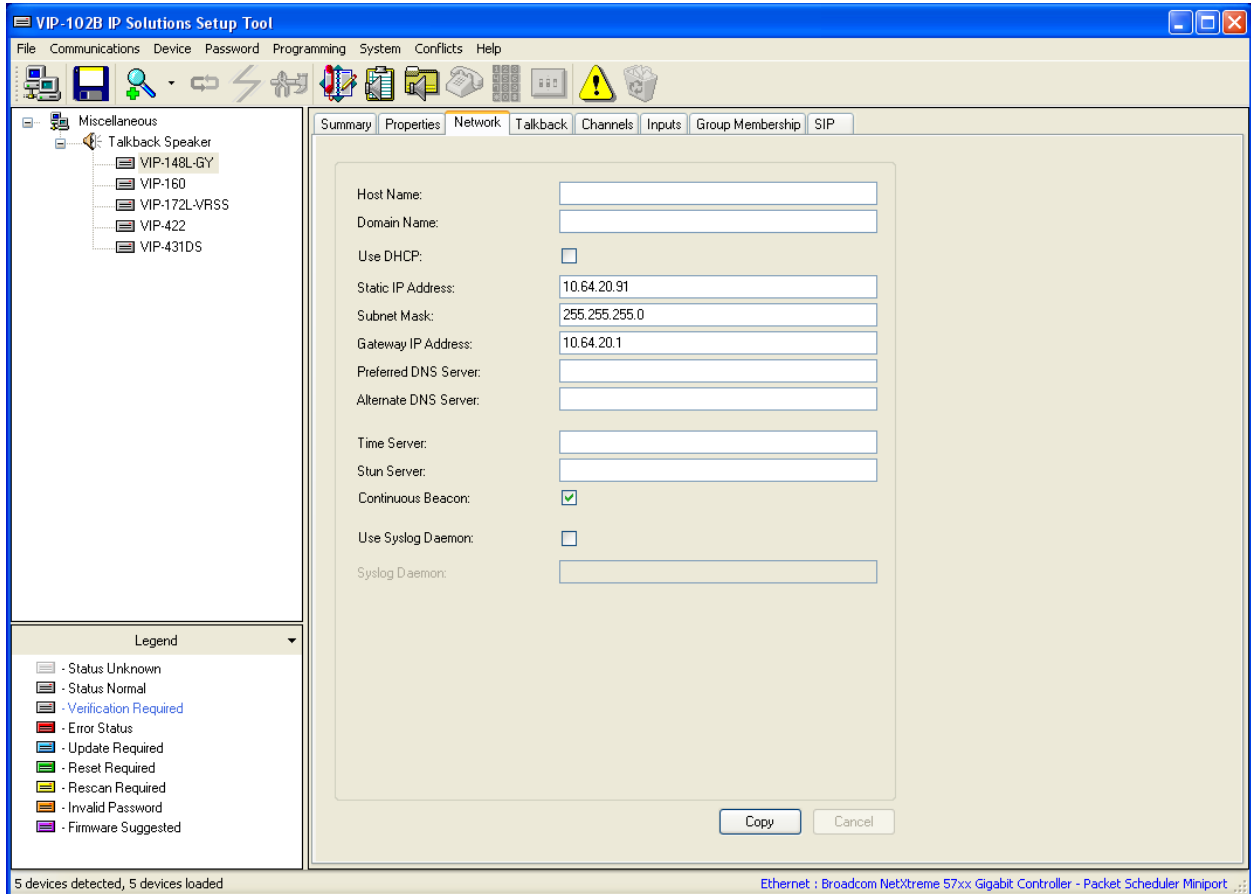 VIP-102B IP Solutions Setup Tool
File Communications Device Password Programming System Conflicts Help
Miscellaneous
Talkback Speaker
VIP-148L-GY
VIP-160
VIP-172L-VRSS
VIP-422
VIP-431DS
Summary Properties Network Talkback Channels Inputs Group Membership SIP
Host Name:
Domain Name:
Use DHCP:
Static IP Address: 10.64.20.91
Subnet Mask: 255.255.255.0
Gateway IP Address: 10.64.20.1
Preferred DNS Server:
Alternate DNS Server:
Time Server:
Stun Server:
Continuous Beacon:
Use Syslog Daemon:
Syslog Daemon:
Copy Cancel
Legend
- Status Unknown
- Status Normal
- Verification Required
- Error Status
- Update Required
- Reset Required
- Rescan Required
- Invalid Password
- Firmware Suggested
5 devices detected, 5 devices loaded
Ethernet : Broadcom NetXtreme 57xx Gigabit Controller - Packet Scheduler Miniport